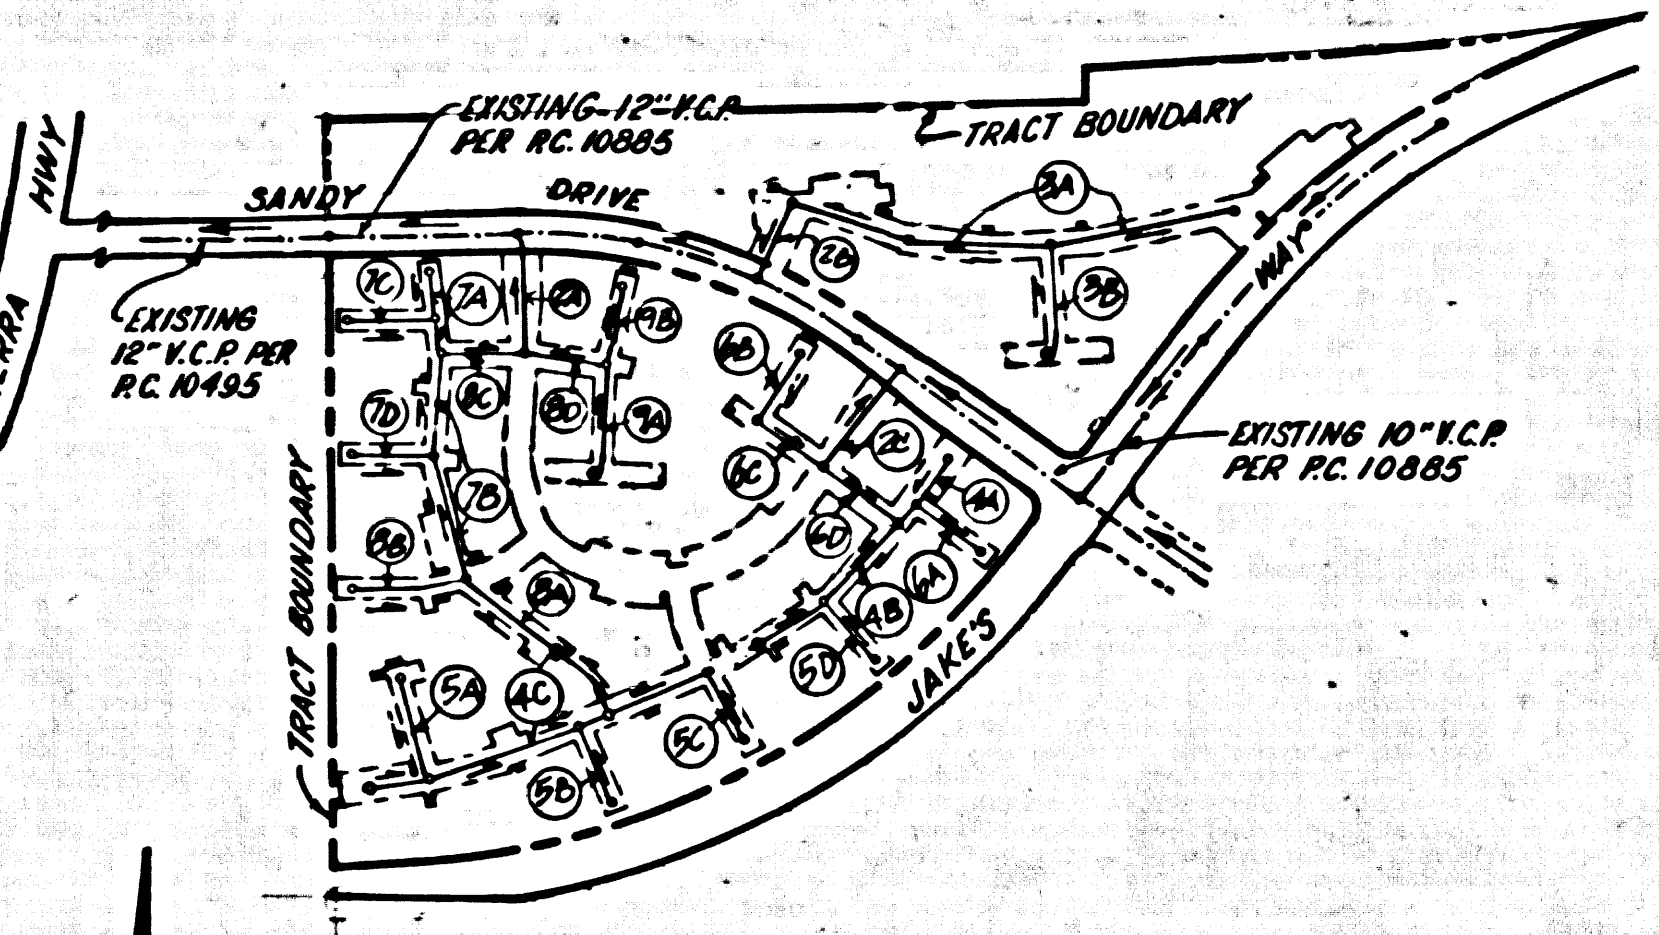 EXISTING 12" V.C.P.
PER P.C. 10885
TRACT BOUNDARY
HWY
SANDY DRIVE
3A
2B
7C
7A
2A
3B
9B
EXISTING
12" V.C.P. PER
P.C. 10495
6B
WAY
7D
8C
8D
9A
2C
EXISTING 10" V.C.P.
PER P.C. 10885
6C
7B
4A
8B
6D
TRACT BOUNDARY
8A
6A
4B
JAKE'S
5A
4C
5D
5C
5B